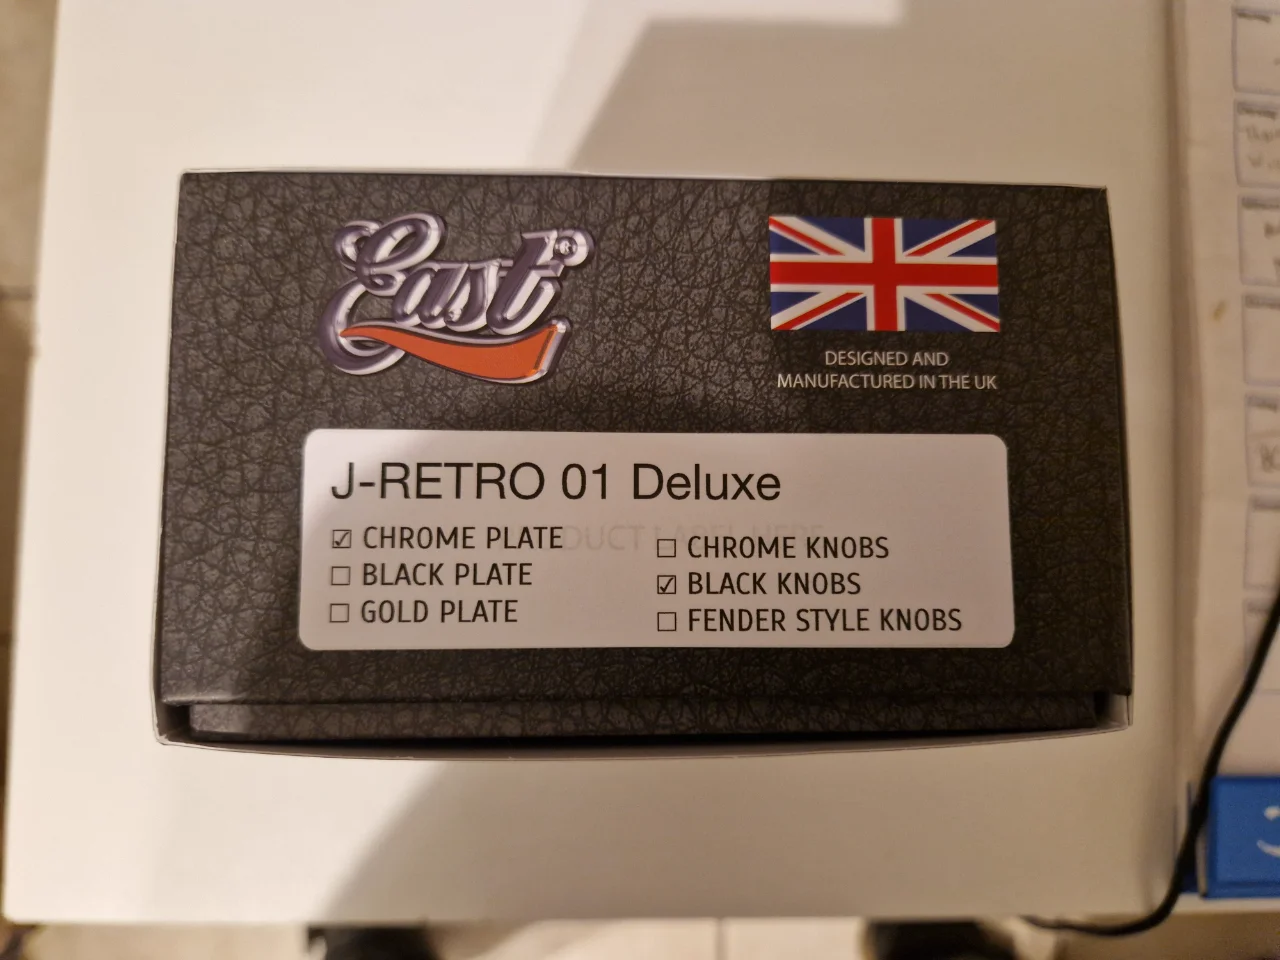 East®
DESIGNED AND
MANUFACTURED IN THE UK
J-RETRO 01 Deluxe
☑ CHROME PLATE
☐ BLACK PLATE
☐ GOLD PLATE
☐ CHROME KNOBS
☑ BLACK KNOBS
☐ FENDER STYLE KNOBS